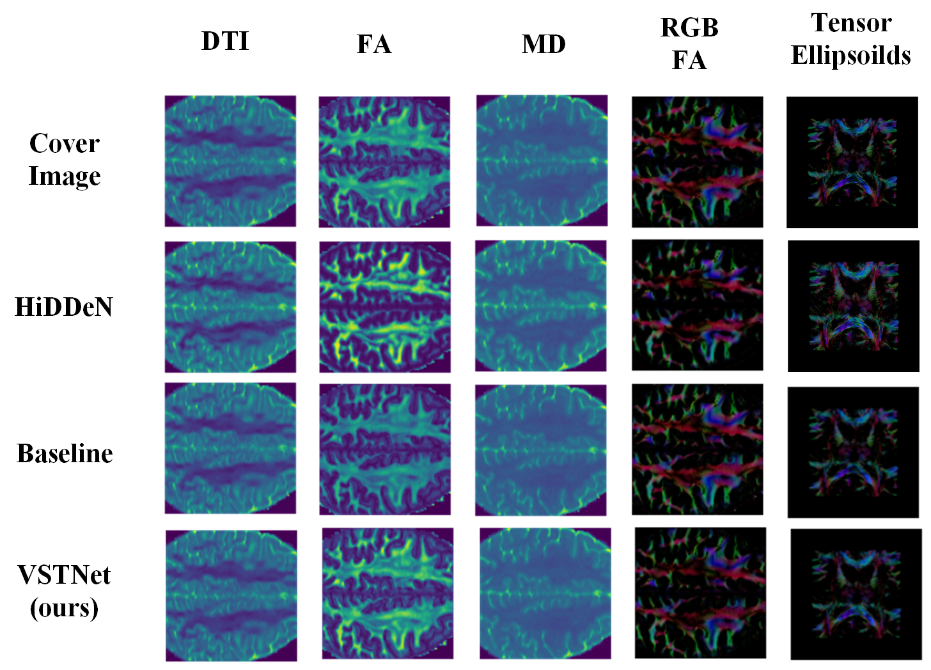 DTI
FA
MD
RGB
FA
Tensor
Ellipsoilds
Cover
Image
HiDDeN
Baseline
VSTNet
(ours)